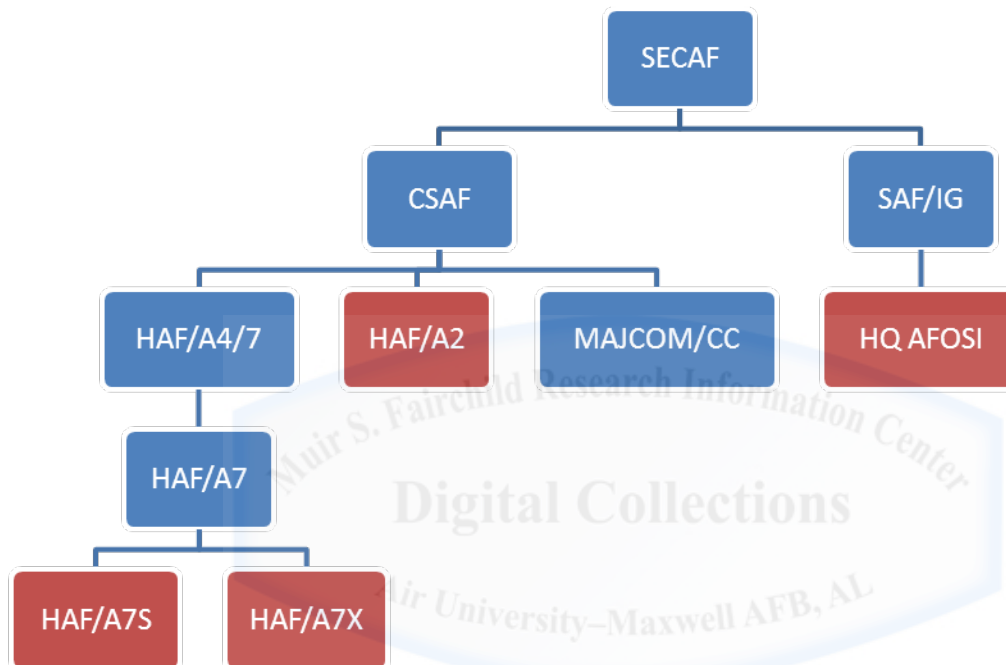 SECAF
CSAF
SAF/IG
HAF/A4/7
HAF/A2
MAJCOM/CC
HQ AFOSI
HAF/A7
HAF/A7S
HAF/A7X
Muir S. Fairchild Research Information Center
Digital Collections
Air University–Maxwell AFB, AL